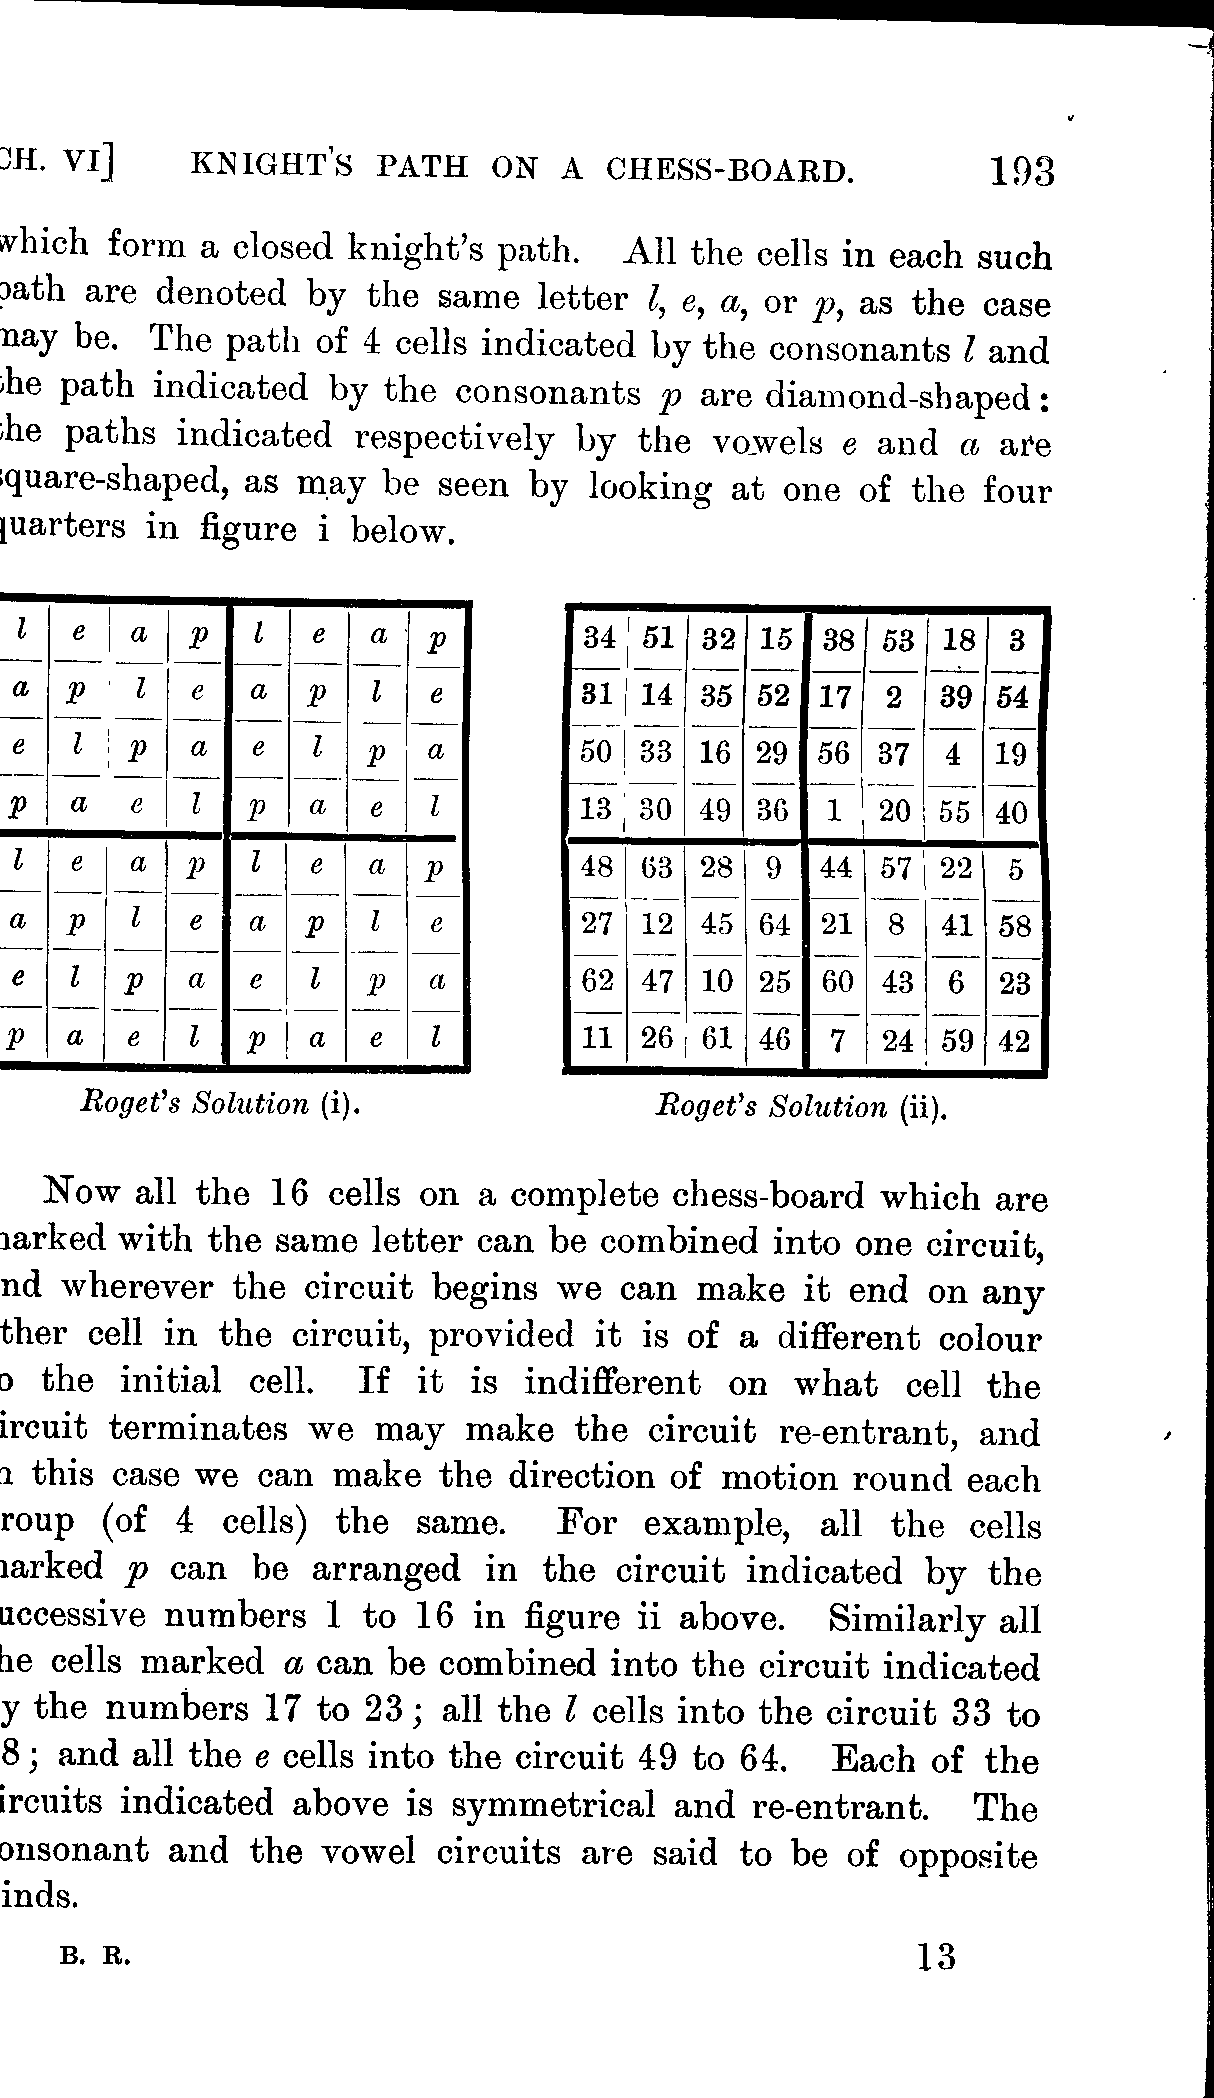 CH. VI] KNIGHT'S PATH ON A CHESS-BOARD. 193
which form a closed knight's path. All the cells in each such
path are denoted by the same letter l, e, a, or p, as the case
may be. The path of 4 cells indicated by the consonants l and
the path indicated by the consonants p are diamond-shaped:
the paths indicated respectively by the vowels e and a are
square-shaped, as may be seen by looking at one of the four
quarters in figure i below.
l e a p l e a p
a p l e a p l e
e l p a e l p a
p a e l p a e l
l e a p l e a p
a p l e a p l e
e l p a e l p a
p a e l p a e l
Roget's Solution (i).
34 51 32 15 38 53 18 3
31 14 35 52 17 2 39 54
50 33 16 29 56 37 4 19
13 30 49 36 1 20 55 40
48 63 28 9 44 57 22 5
27 12 45 64 21 8 41 58
62 47 10 25 60 43 6 23
11 26 61 46 7 24 59 42
Roget's Solution (ii).
Now all the 16 cells on a complete chess-board which are
marked with the same letter can be combined into one circuit,
and wherever the circuit begins we can make it end on any
other cell in the circuit, provided it is of a different colour
to the initial cell. If it is indifferent on what cell the
circuit terminates we may make the circuit re-entrant, and
in this case we can make the direction of motion round each
group (of 4 cells) the same. For example, all the cells
marked p can be arranged in the circuit indicated by the
successive numbers 1 to 16 in figure ii above. Similarly all
the cells marked a can be combined into the circuit indicated
by the numbers 17 to 23; all the l cells into the circuit 33 to
8; and all the e cells into the circuit 49 to 64. Each of the
circuits indicated above is symmetrical and re-entrant. The
consonant and the vowel circuits are said to be of opposite
kinds.
B. R. 13